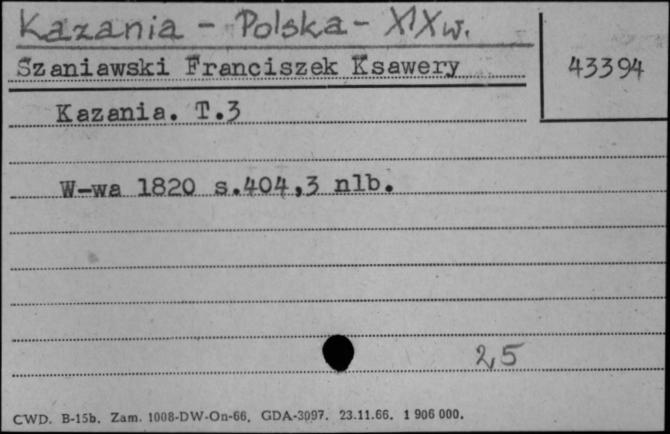 Kazania - Polska - XIX w.
Szaniawski Franciszek Ksawery
43394
Kazania. T.3
W-wa 1820 s.404,3 nlb.
2,5
CWD. B-15b. Zam. 1008-DW-On-66. GDA-3097. 23.11.66. 1 906 000.